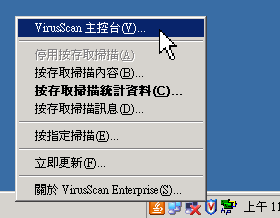 VirusScan 主控台(V)...
停用按存取掃描(A)
按存取掃描內容(B)...
按存取掃描統計資料(C)...
按存取掃描訊息(D)...
按指定掃描(E)...
立即更新(F)...
關於 VirusScan Enterprise(S)...
上午 11